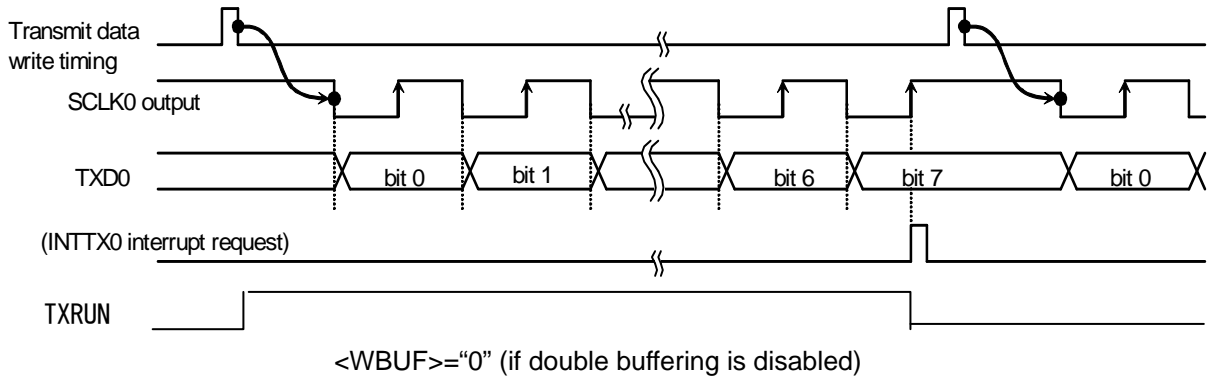 Transmit data
write timing
SCLK0 output
TXD0
bit 0
bit 1
bit 6
bit 7
bit 0
(INTTX0 interrupt request)
TXRUN
<WBUF>=“0” (if double buffering is disabled)